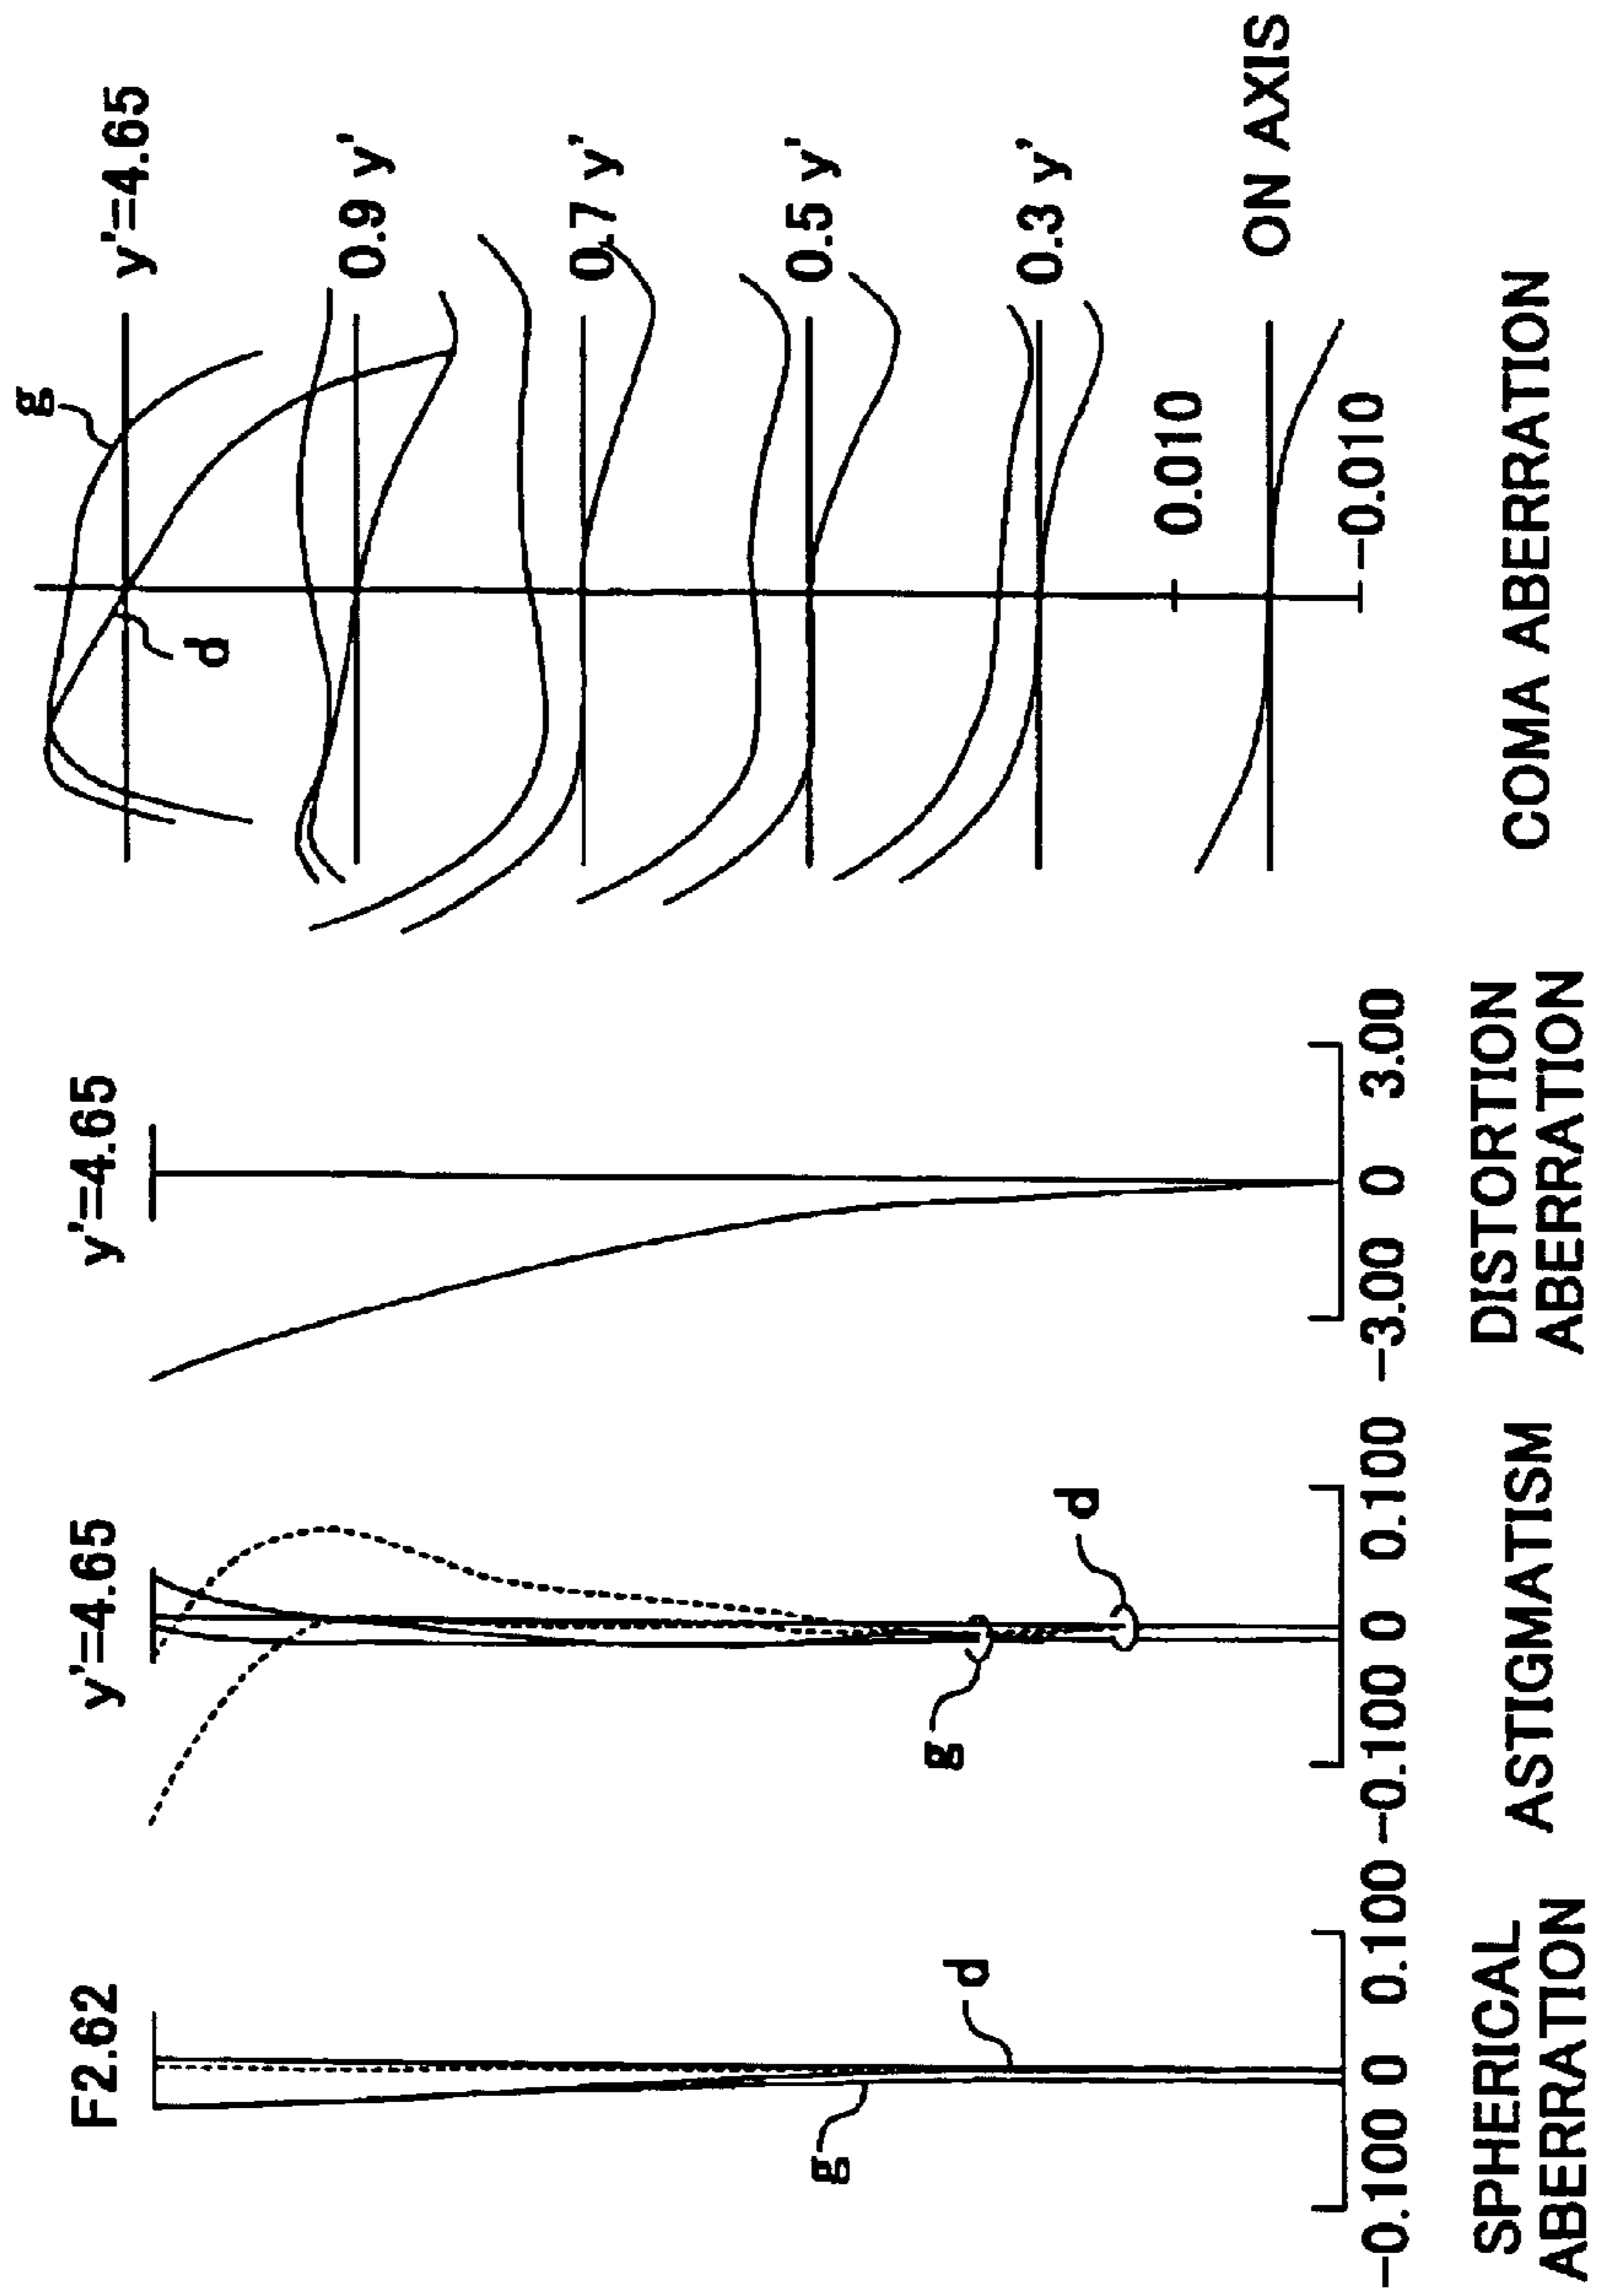 F2.62
g
d
-0.100 0 0.100
SPHERICAL
ABERRATION
y'=4.65
g
d
-0.100 0 0.100
ASTIGMATISM
y'=4.65
-3.00 0 3.00
DISTORTION
ABERRATION
g
d
y'=4.65
0.9 y'
0.7 y'
0.5 y'
0.3 y'
0.010
ON AXIS
-0.010
COMA ABERRATION